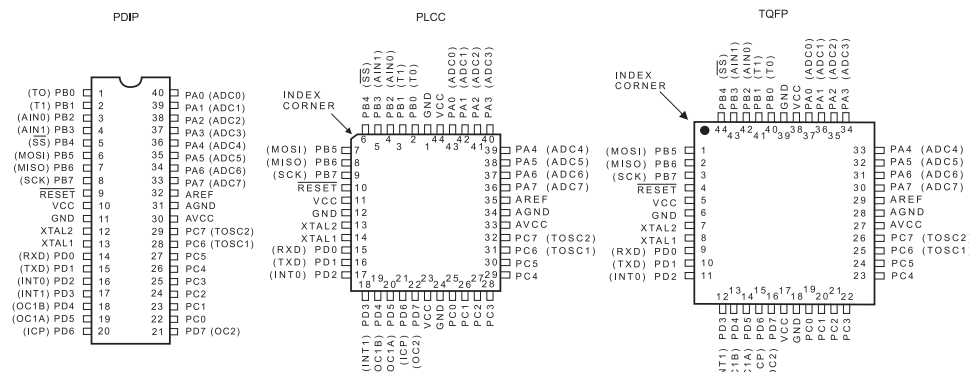 PDIP
(TO) PB0 1 40 PA0 (ADC0)
(T1) PB1 2 39 PA1 (ADC1)
(AIN0) PB2 3 38 PA2 (ADC2)
(AIN1) PB3 4 37 PA3 (ADC3)
(SS) PB4 5 36 PA4 (ADC4)
(MOSI) PB5 6 35 PA5 (ADC5)
(MISO) PB6 7 34 PA6 (ADC6)
(SCK) PB7 8 33 PA7 (ADC7)
RESET 9 32 AREF
VCC 10 31 AGND
GND 11 30 AVCC
XTAL2 12 29 PC7 (TOSC2)
XTAL1 13 28 PC6 (TOSC1)
(RXD) PD0 14 27 PC5
(TXD) PD1 15 26 PC4
(INT0) PD2 16 25 PC3
(INT1) PD3 17 24 PC2
(OC1B) PD4 18 23 PC1
(OC1A) PD5 19 22 PC0
(ICP) PD6 20 21 PD7 (OC2)
PLCC
INDEX
CORNER
PB4 (SS)
PB3 (AIN1)
PB2 (AIN0)
PB1 (T1)
PB0 (T0)
GND
VCC
PA0 (ADC0)
PA1 (ADC1)
PA2 (ADC2)
PA3 (ADC3)
6 5 4 3 2 1 44 43 42 41 40
(MOSI) PB5 7 39 PA4 (ADC4)
(MISO) PB6 8 38 PA5 (ADC5)
(SCK) PB7 9 37 PA6 (ADC6)
RESET 10 36 PA7 (ADC7)
VCC 11 35 AREF
GND 12 34 AGND
XTAL2 13 33 AVCC
XTAL1 14 32 PC7 (TOSC2)
(RXD) PD0 15 31 PC6 (TOSC1)
(TXD) PD1 16 30 PC5
(INT0) PD2 17 29 PC4
18 19 20 21 22 23 24 25 26 27 28
(INT1) PD3
OC1B) PD4
OC1A) PD5
(ICP) PD6
(OC2) PD7
VCC
GND
PC0
PC1
PC2
PC3
TQFP
INDEX
CORNER
PB4 (SS)
PB3 (AIN1)
PB2 (AIN0)
PB1 (T1)
PB0 (T0)
GND
VCC
PA0 (ADC0)
PA1 (ADC1)
PA2 (ADC2)
PA3 (ADC3)
44 43 42 41 40 39 38 37 36 35 34
(MOSI) PB5 1 33 PA4 (ADC4)
(MISO) PB6 2 32 PA5 (ADC5)
(SCK) PB7 3 31 PA6 (ADC6)
RESET 4 30 PA7 (ADC7)
VCC 5 29 AREF
GND 6 28 AGND
XTAL2 7 27 AVCC
XTAL1 8 26 PC7 (TOSC2)
(RXD) PD0 9 25 PC6 (TOSC1)
(TXD) PD1 10 24 PC5
(INT0) PD2 11 23 PC4
12 13 14 15 16 17 18 19 20 21 22
NT1) PD3
C1B) PD4
C1A) PD5
CP) PD6
OC2) PD7
VCC
GND
PC0
PC1
PC2
PC3